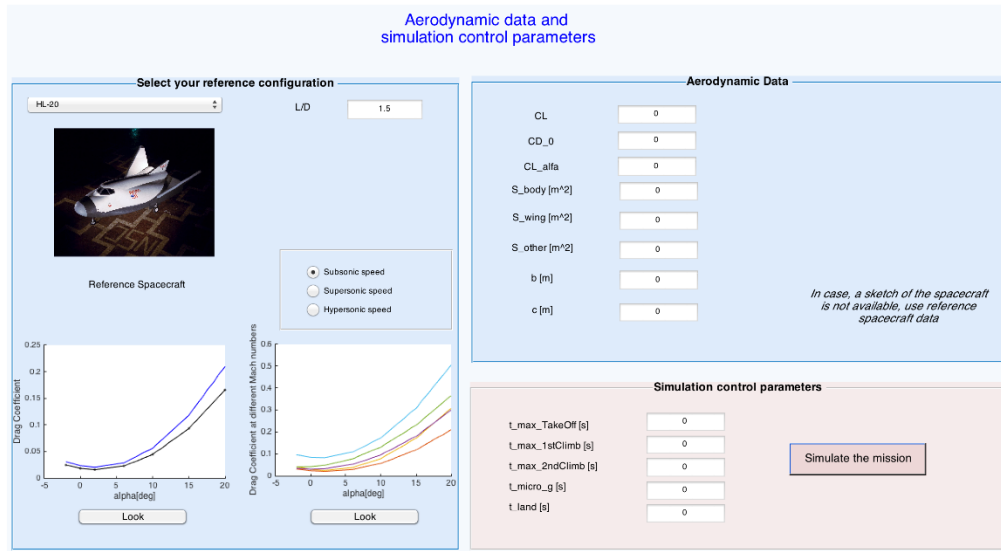 Aerodynamic data and
simulation control parameters
Select your reference configuration
HL-20
L/D
1.5
Reference Spacecraft
Subsonic speed
Supersonic speed
Hypersonic speed
Drag Coefficient
0.25
0.2
0.15
0.1
0.05
0
-5
0
5
10
15
20
alpha[deg]
Look
Drag Coefficient at different Mach numbers
0.6
0.5
0.4
0.3
0.2
0.1
0
-5
0
5
10
15
20
alpha[deg]
Look
Aerodynamic Data
CL
0
CD_0
0
CL_alfa
0
S_body [m^2]
0
S_wing [m^2]
0
S_other [m^2]
0
b [m]
0
c [m]
0
In case, a sketch of the spacecraft
is not available, use reference
spacecraft data
Simulation control parameters
t_max_TakeOff [s]
0
t_max_1stClimb [s]
0
t_max_2ndClimb [s]
0
t_micro_g [s]
0
t_land [s]
0
Simulate the mission